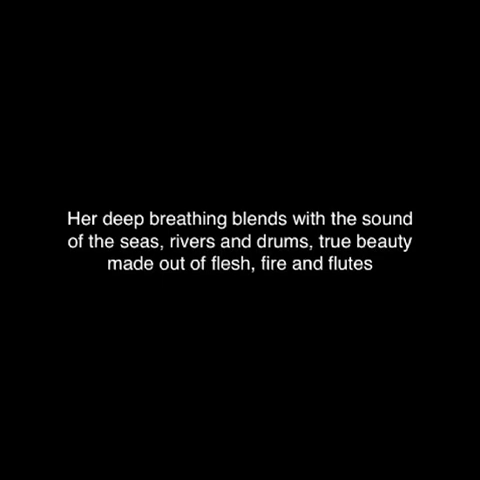 Her deep breathing blends with the sound
of the seas, rivers and drums, true beauty
made out of flesh, fire and flutes